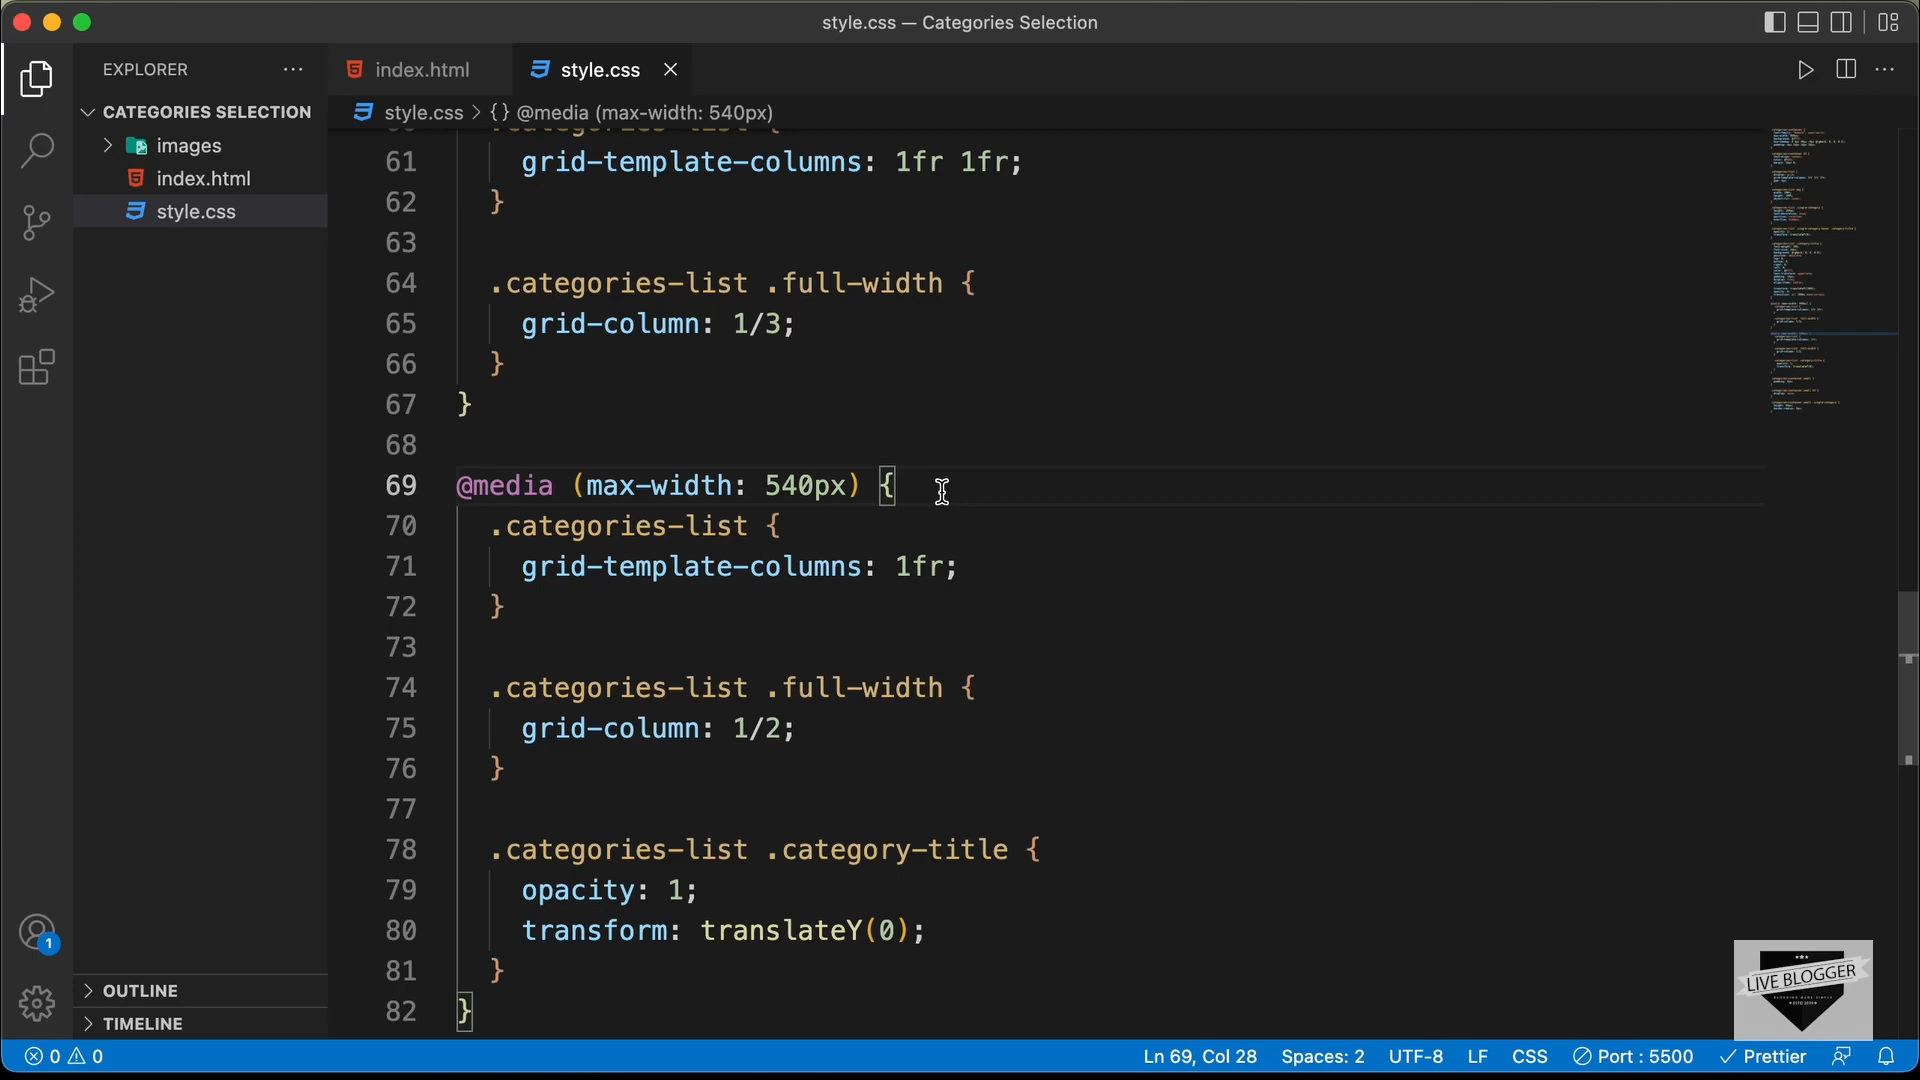 style.css — Categories Selection
EXPLORER
index.html
style.css
CATEGORIES SELECTION
style.css > {} @media (max-width: 540px)
images
index.html
style.css
61 grid-template-columns: 1fr 1fr;
62 }
63
64 .categories-list .full-width {
65 grid-column: 1/3;
66 }
67 }
68
69 @media (max-width: 540px) {
70 .categories-list {
71 grid-template-columns: 1fr;
72 }
73
74 .categories-list .full-width {
75 grid-column: 1/2;
76 }
77
78 .categories-list .category-title {
79 opacity: 1;
80 transform: translateY(0);
81 }
82 }
1
OUTLINE
TIMELINE
LIVE BLOGGER
0 0
Ln 69, Col 28 Spaces: 2 UTF-8 LF CSS Port : 5500 Prettier